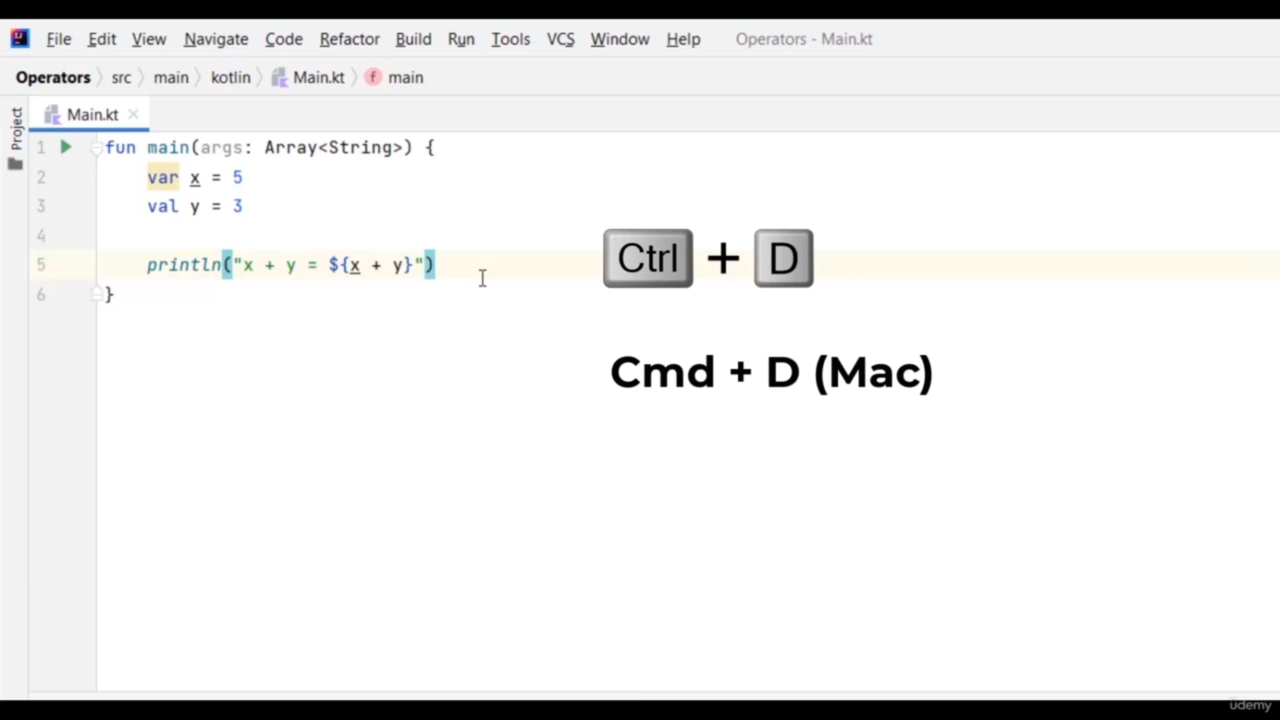 File Edit View Navigate Code Refactor Build Run Tools VCS Window Help Operators - Main.kt
Operators src main kotlin Main.kt f main
Project
Main.kt
1 fun main(args: Array<String>) {
2 var x = 5
3 val y = 3
4
5 println("x + y = ${x + y}")
6 }
Ctrl + D
Cmd + D (Mac)
udemy